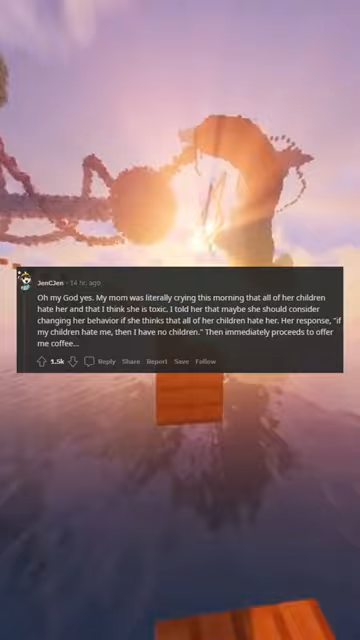 JenCJen · 14 hr. ago
Oh my God yes. My mom was literally crying this morning that all of her children
hate her and that I think she is toxic. I told her that maybe she should consider
changing her behavior if she thinks that all of her children hate her. Her response, "if
my children hate me, then I have no children." Then immediately proceeds to offer
me coffee...
1.5k Reply Share Report Save Follow